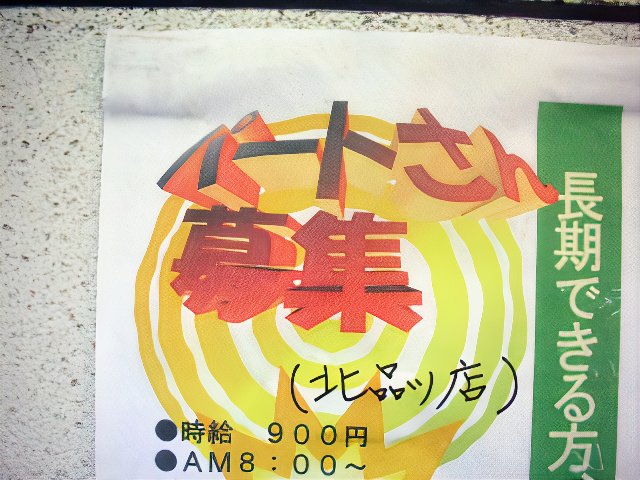 パートさん
募集
(北品川店)
●時給 900円
●AM8:00~
長期できる方、